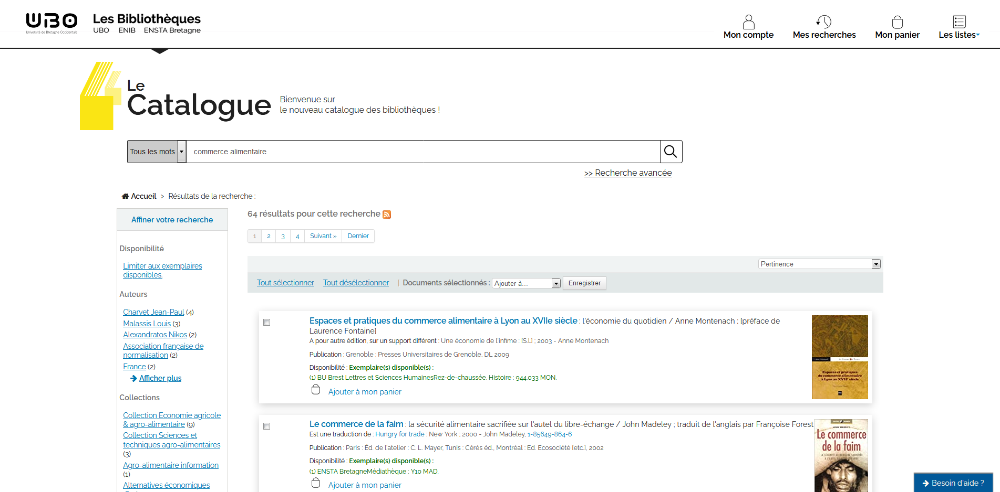 UBO
Université de Bretagne Occidentale
Les Bibliothèques
UBO ENIB ENSTA Bretagne
Mon compte
Mes recherches
Mon panier
Les listes
Le
Catalogue
Bienvenue sur
le nouveau catalogue des bibliothèques !
Tous les mots
commerce alimentaire
>> Recherche avancée
Accueil > Résultats de la recherche :
Affiner votre recherche
Disponibilité
Limiter aux exemplaires
disponibles.
Auteurs
Charvet Jean-Paul (4)
Malassis Louis (3)
Alexandratos Nikos (2)
Association française de
normalisation (2)
France (2)
Afficher plus
Collections
Collection Economie agricole
& agro-alimentaire (9)
Collection Sciences et
techniques agro-alimentaires
(3)
Agro-alimentaire information
(1)
Alternatives économiques
64 résultats pour cette recherche
1 2 3 4 Suivant » Dernier
Pertinence
Tout sélectionner Tout désélectionner | Documents sélectionnés : Ajouter à... Enregistrer
Espaces et pratiques du commerce alimentaire à Lyon au XVIIe siècle : l'économie du quotidien / Anne Montenach ; [préface de
Laurence Fontaine]
A pour autre édition, sur un support différent : Une économie de l'infime : [S.l.] ; 2003 - Anne Montenach
Publication : Grenoble : Presses Universitaires de Grenoble, DL 2009
Disponibilité : Exemplaire(s) disponible(s) :
(1) BU Brest Lettres et Sciences HumainesRez-de-chaussée. Histoire : 944.033 MON.
Ajouter à mon panier
Espaces et pratiques
du commerce alimentaire
à Lyon au XVIIe siècle
Le commerce de la faim : la sécurité alimentaire sacrifiée sur l'autel du libre-échange / John Madeley ; traduit de l'anglais par Françoise Forest
Est une traduction de : Hungry for trade : New York ; 2000 - John Madeley, 1-85649-864-6
Publication : Paris : Éd. de l'atelier : C. L. Mayer, Tunis : Cérés éd., Montréal : Ed. Ecosociété [etc.], 2002
Disponibilité : Exemplaire(s) disponible(s) :
(1) ENSTA BretagneMédiathèque : Y10 MAD.
Ajouter à mon panier
JOHN MADELEY
Le commerce
de la faim
LA SÉCURITÉ ALIMENTAIRE SACRIFIÉE
À L'AUTEL DU LIBRE-ÉCHANGE
Besoin d'aide ?